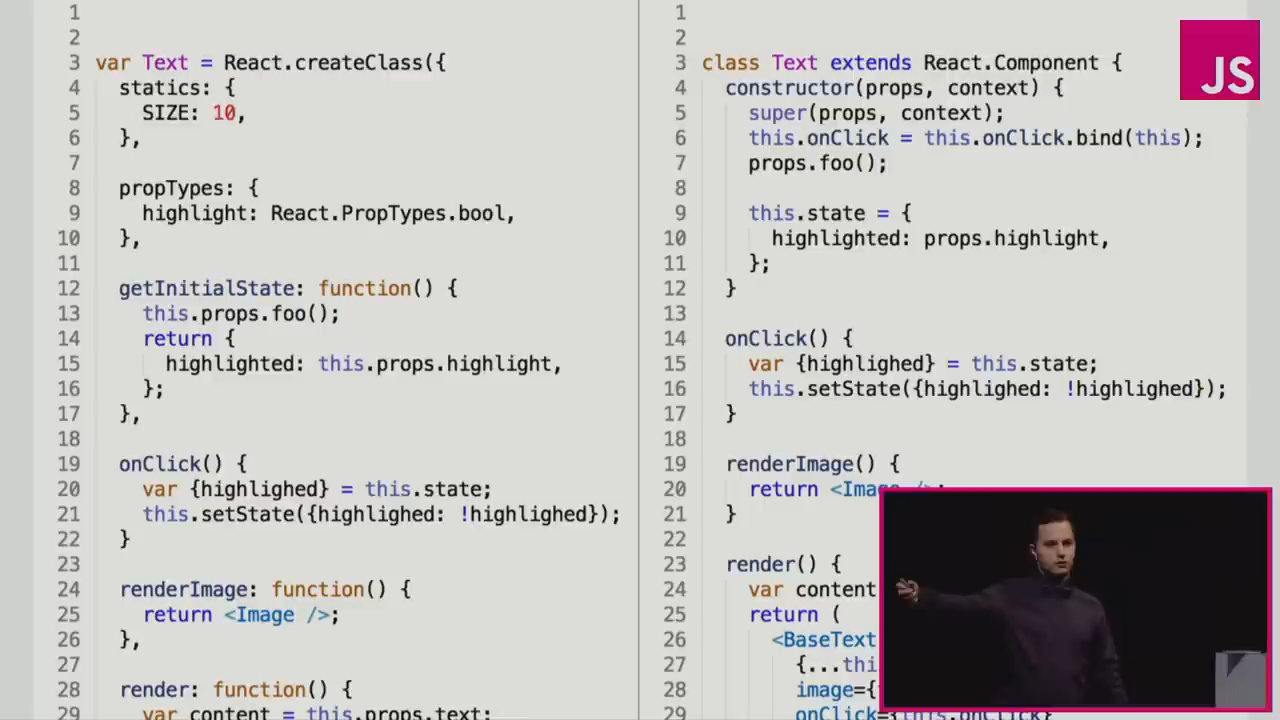 1
2
3 var Text = React.createClass({
4 statics: {
5 SIZE: 10,
6 },
7
8 propTypes: {
9 highlight: React.PropTypes.bool,
10 },
11
12 getInitialState: function() {
13 this.props.foo();
14 return {
15 highlighted: this.props.highlight,
16 };
17 },
18
19 onClick() {
20 var {highlighed} = this.state;
21 this.setState({highlighed: !highlighed});
22 }
23
24 renderImage: function() {
25 return <Image />;
26 },
27
28 render: function() {
29 var content = this.props.text;
1
2
3 class Text extends React.Component {
4 constructor(props, context) {
5 super(props, context);
6 this.onClick = this.onClick.bind(this);
7 props.foo();
8
9 this.state = {
10 highlighted: props.highlight,
11 };
12 }
13
14 onClick() {
15 var {highlighed} = this.state;
16 this.setState({highlighed: !highlighed});
17 }
18
19 renderImage() {
20 return <Image />;
21 }
22
23 render() {
24 var content
25 return (
26 <BaseText
27 {...thi
28 image={
29 onClick={this.onClick}
JS